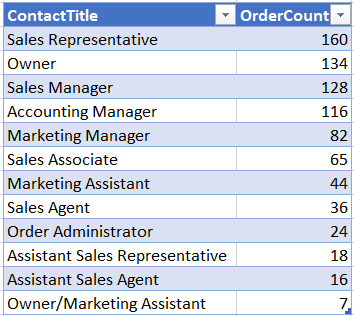 ContactTitle OrderCount
Sales Representative 160
Owner 134
Sales Manager 128
Accounting Manager 116
Marketing Manager 82
Sales Associate 65
Marketing Assistant 44
Sales Agent 36
Order Administrator 24
Assistant Sales Representative 18
Assistant Sales Agent 16
Owner/Marketing Assistant 7